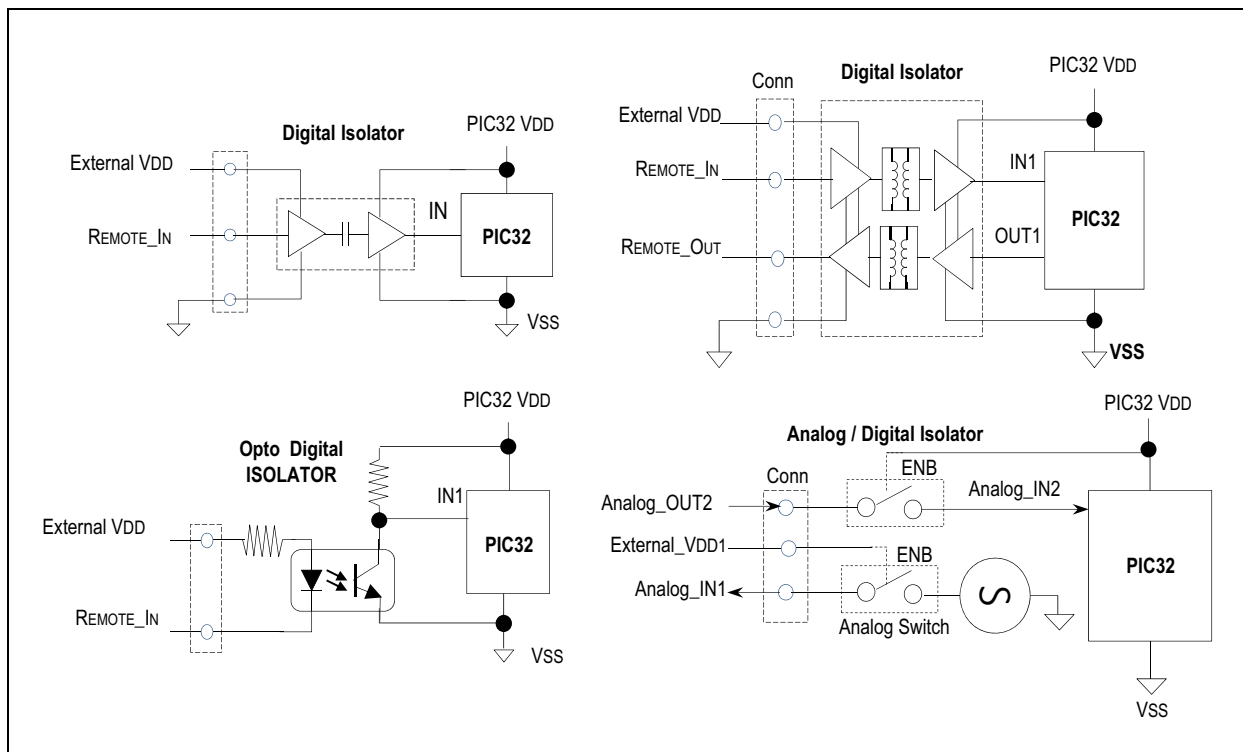 Digital Isolator
PIC32 VDD
External VDD
REMOTE_IN
IN
PIC32
VSS
Conn
Digital Isolator
PIC32 VDD
External VDD
REMOTE_IN
IN1
PIC32
REMOTE_OUT
OUT1
VSS
PIC32 VDD
Opto Digital
ISOLATOR
IN1
External VDD
PIC32
REMOTE_IN
VSS
PIC32 VDD
Analog / Digital Isolator
Conn
ENB
Analog_OUT2
Analog_IN2
External_VDD1
ENB
PIC32
Analog_IN1
S
Analog Switch
VSS